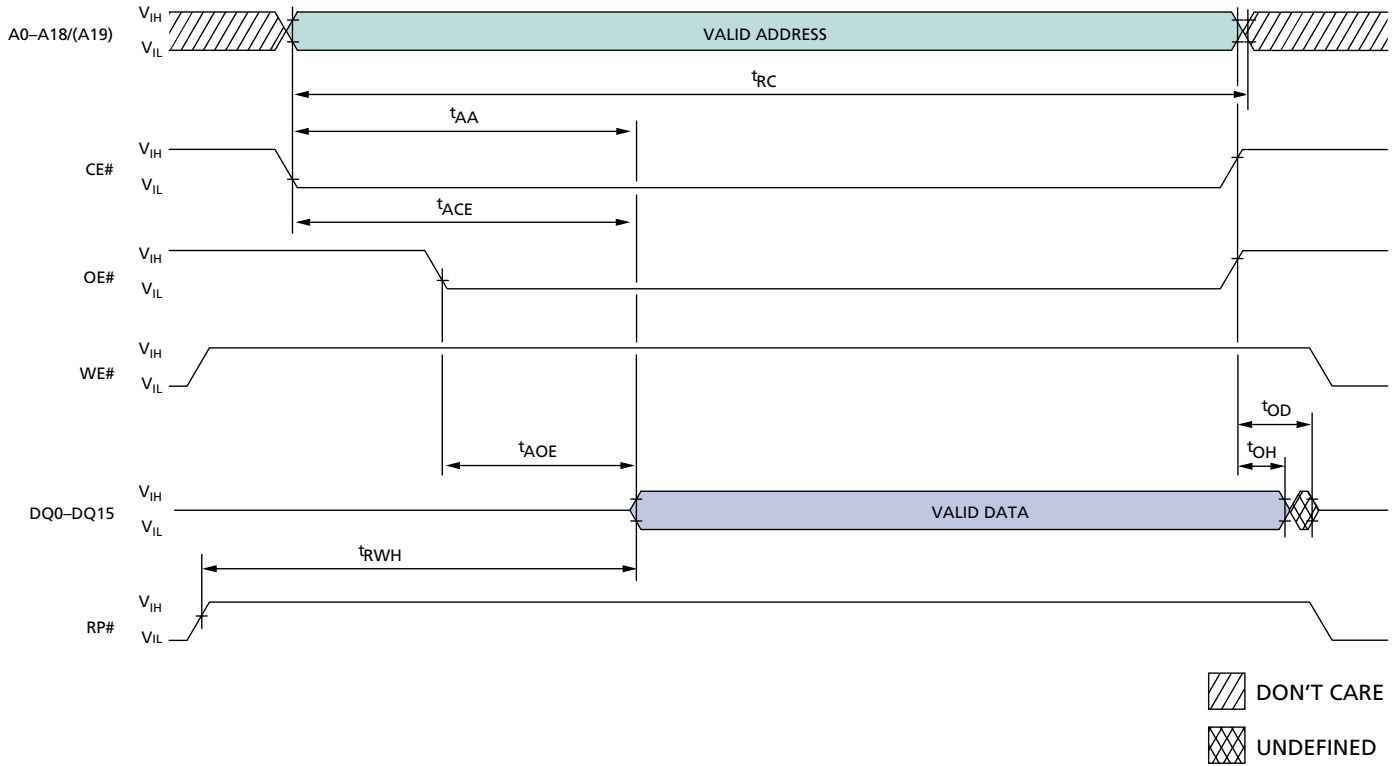 VIH
A0–A18/(A19)
VALID ADDRESS
VIL
tRC
tAA
VIH
CE#
VIL
tACE
VIH
OE#
VIL
VIH
WE#
VIL
tOD
tAOE
tOH
VIH
DQ0–DQ15
VALID DATA
VIL
tRWH
VIH
RP#
VIL
DON'T CARE
UNDEFINED